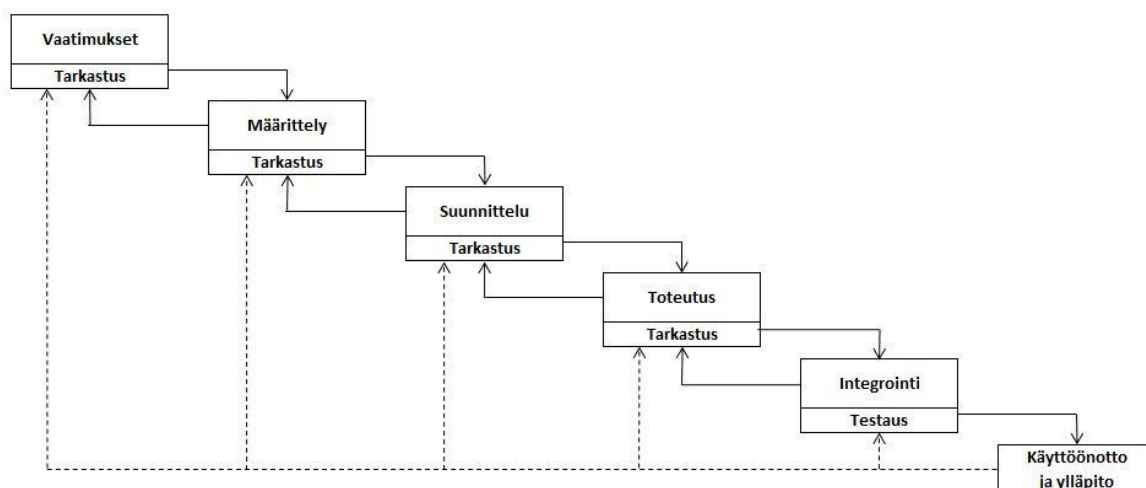 Vaatimukset
Tarkastus
Määrittely
Tarkastus
Suunnittelu
Tarkastus
Toteutus
Tarkastus
Integrointi
Testaus
Käyttöönotto
ja ylläpito